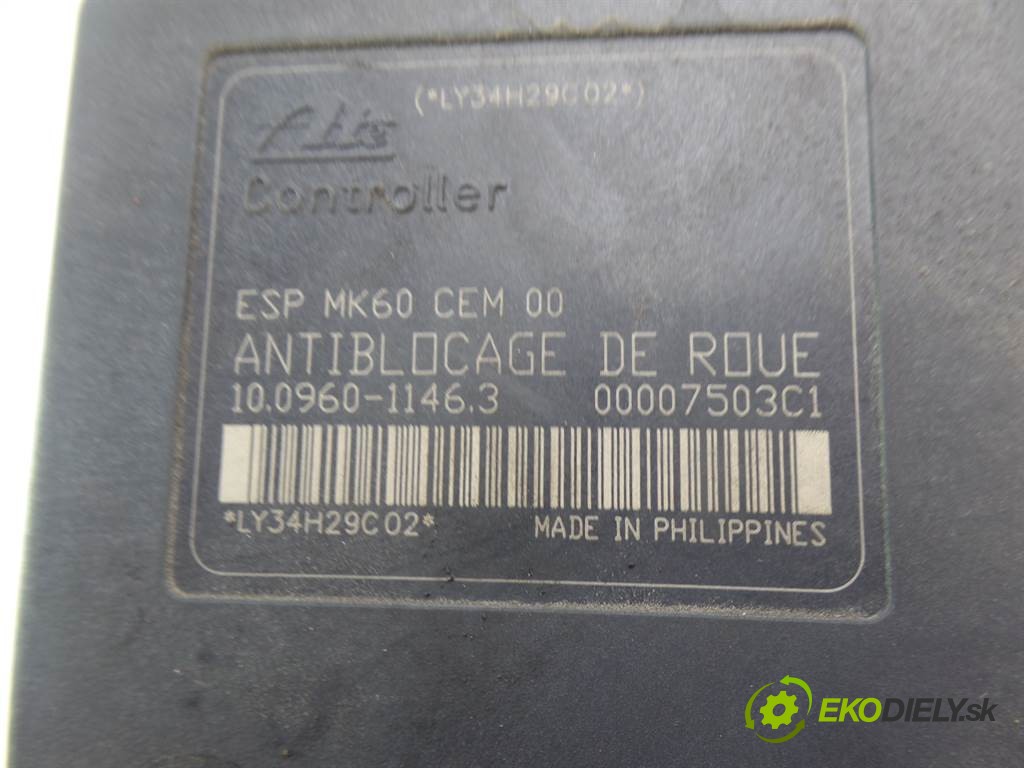 (*LY34H29C02*)
Ate
Controller
ESP MK60 CEM 00
ANTIBLOCAGE DE ROUE
10.0960-1146.3 00007503C1
*LY34H29C02* MADE IN PHILIPPINES
EKODIELY.sk